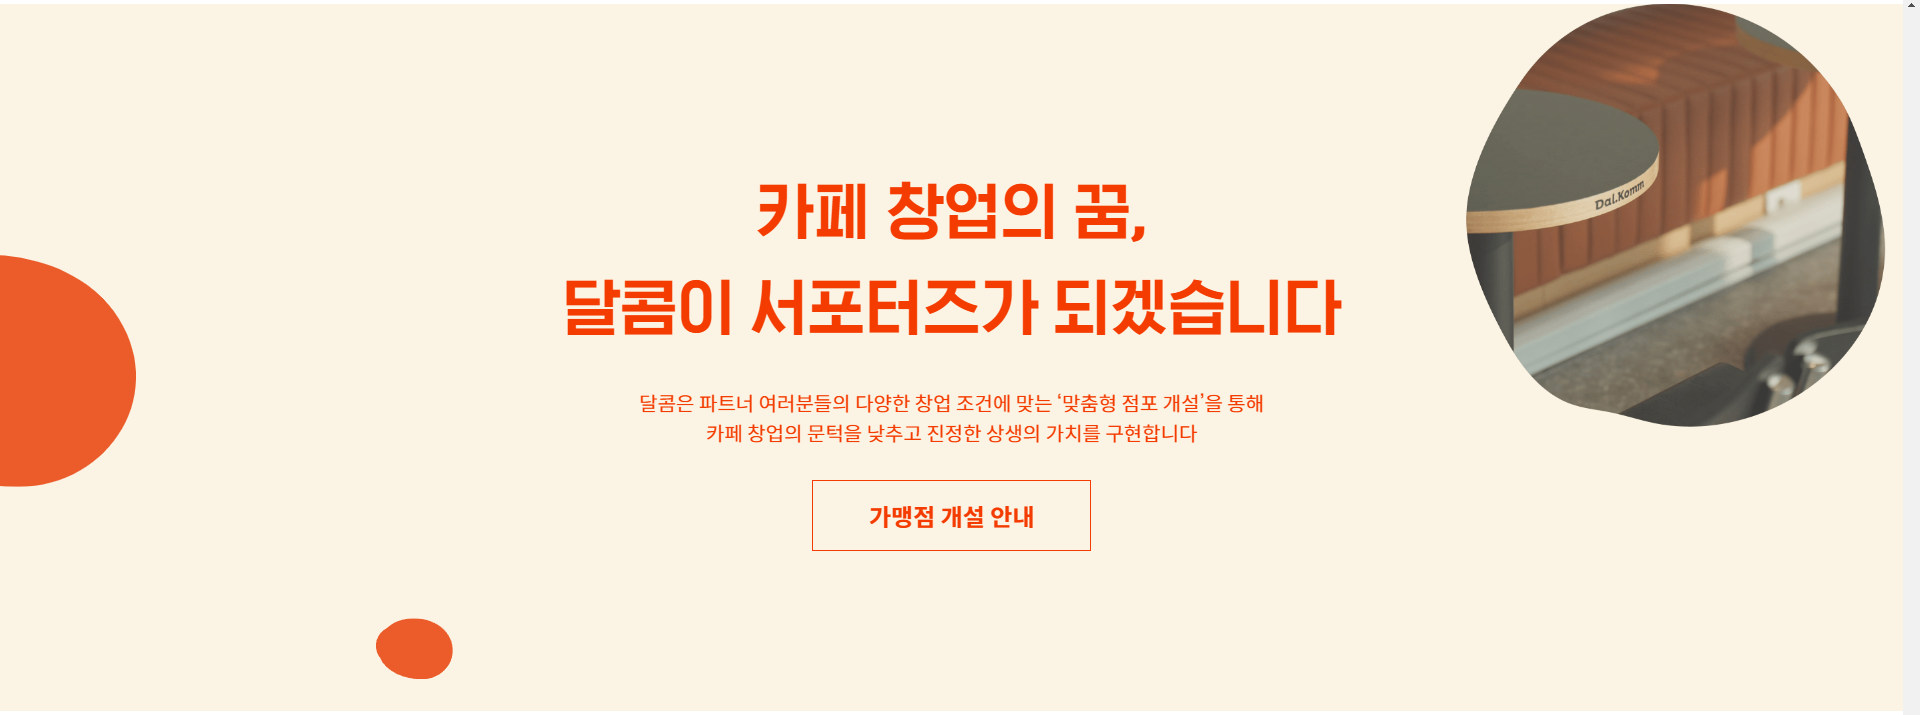 Dal.Komm
카페 창업의 꿈,
달콤이 서포터즈가 되겠습니다
달콤은 파트너 여러분들의 다양한 창업 조건에 맞는 ‘맞춤형 점포 개설’을 통해
카페 창업의 문턱을 낮추고 진정한 상생의 가치를 구현합니다
가맹점 개설 안내